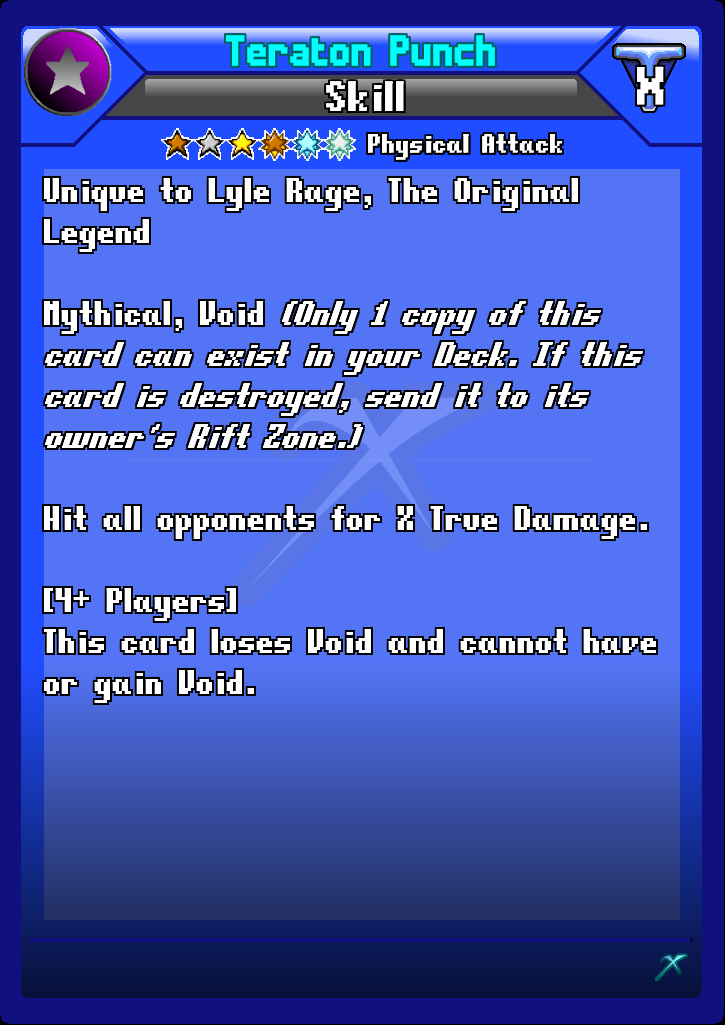 Teraton Punch
X
Skill
Physical Attack
Unique to Lyle Rage, The Original
Legend
Mythical, Void (Only 1 copy of this
card can exist in your Deck. If this
card is destroyed, send it to its
owner's Rift Zone.)
Hit all opponents for X True Damage.
[4+ Players]
This card loses Void and cannot have
or gain Void.